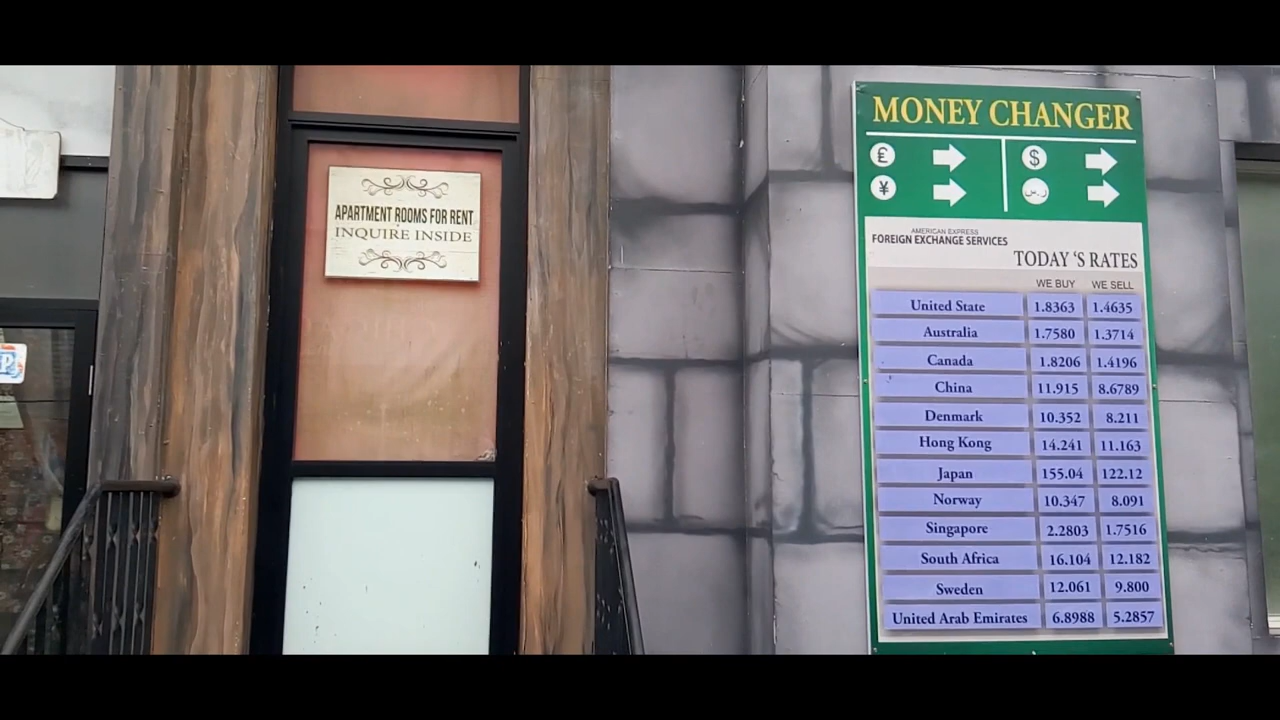 APARTMENT ROOMS FOR RENT
INQUIRE INSIDE
MONEY CHANGER
£ $
¥ ر.س
AMERICAN EXPRESS
FOREIGN EXCHANGE SERVICES
TODAY 'S RATES
WE BUY WE SELL
United State 1.8363 1.4635
Australia 1.7580 1.3714
Canada 1.8206 1.4196
China 11.915 8.6789
Denmark 10.352 8.211
Hong Kong 14.241 11.163
Japan 155.04 122.12
Norway 10.347 8.091
Singapore 2.2803 1.7516
South Africa 16.104 12.182
Sweden 12.061 9.800
United Arab Emirates 6.8988 5.2857